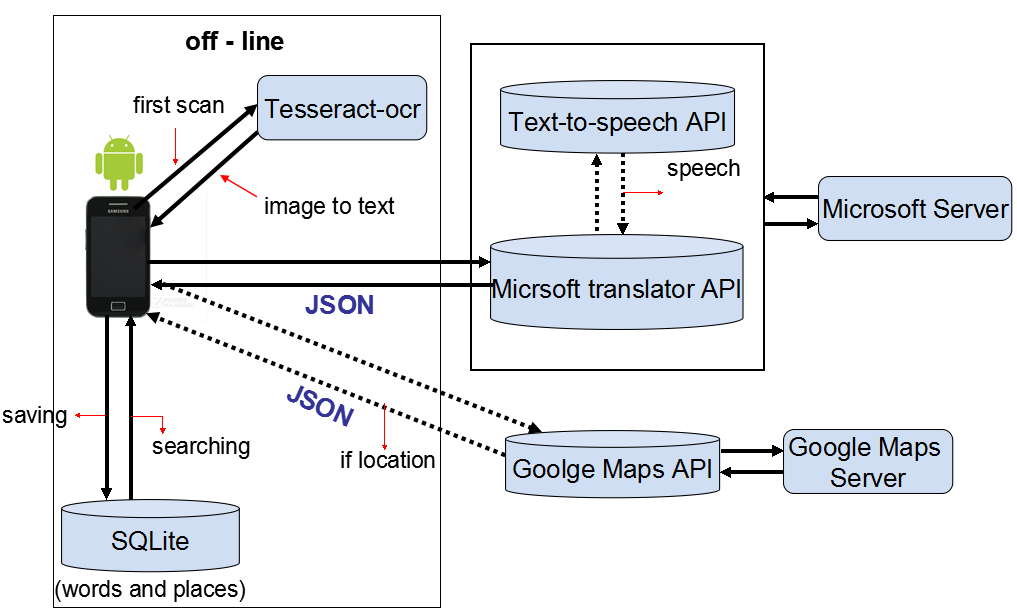 off - line
Tesseract-ocr
first scan
image to text
SAMSUNG
Text-to-speech API
speech
Microsoft Server
Micrsoft translator API
JSON
JSON
if location
saving
searching
Goolge Maps API
Google Maps
Server
SQLite
(words and places)